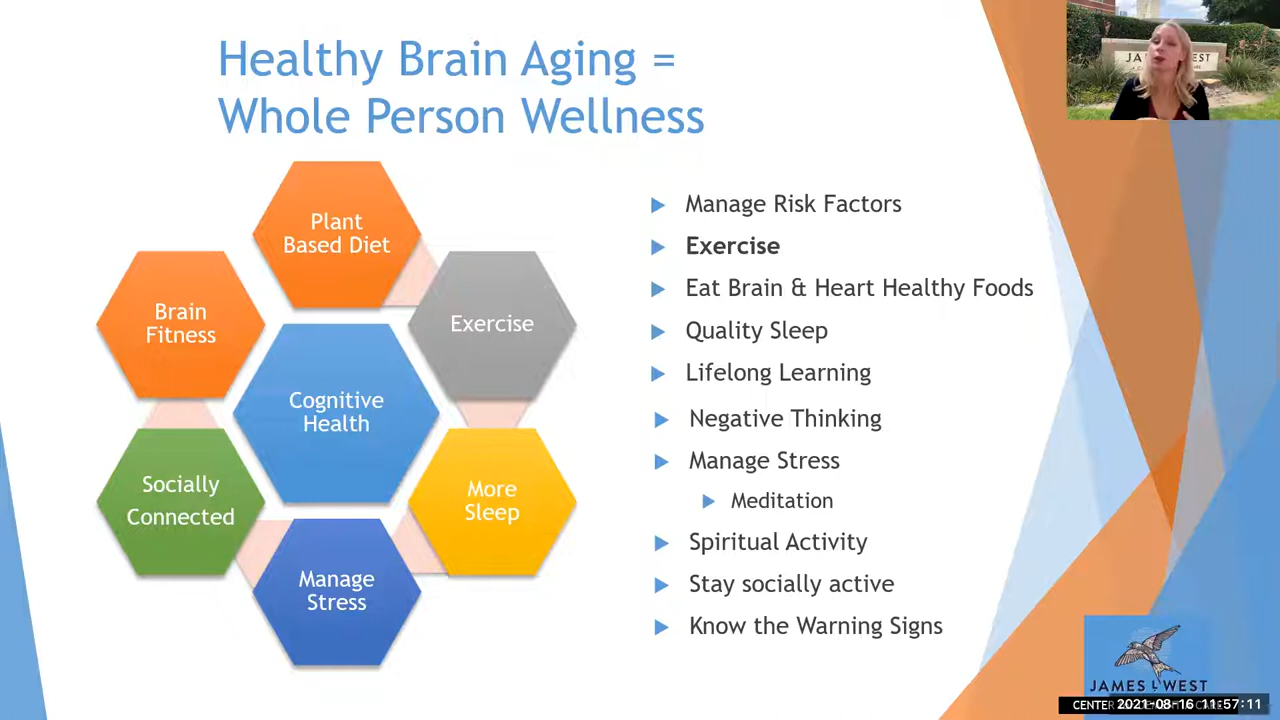 Healthy Brain Aging =
Whole Person Wellness
Plant
Based Diet
Exercise
More
Sleep
Manage
Stress
Socially
Connected
Brain
Fitness
Cognitive
Health
Manage Risk Factors
Exercise
Eat Brain & Heart Healthy Foods
Quality Sleep
Lifelong Learning
Negative Thinking
Manage Stress
Meditation
Spiritual Activity
Stay socially active
Know the Warning Signs
JAMES L WEST
CENTER
2021-08-16 11:57:11